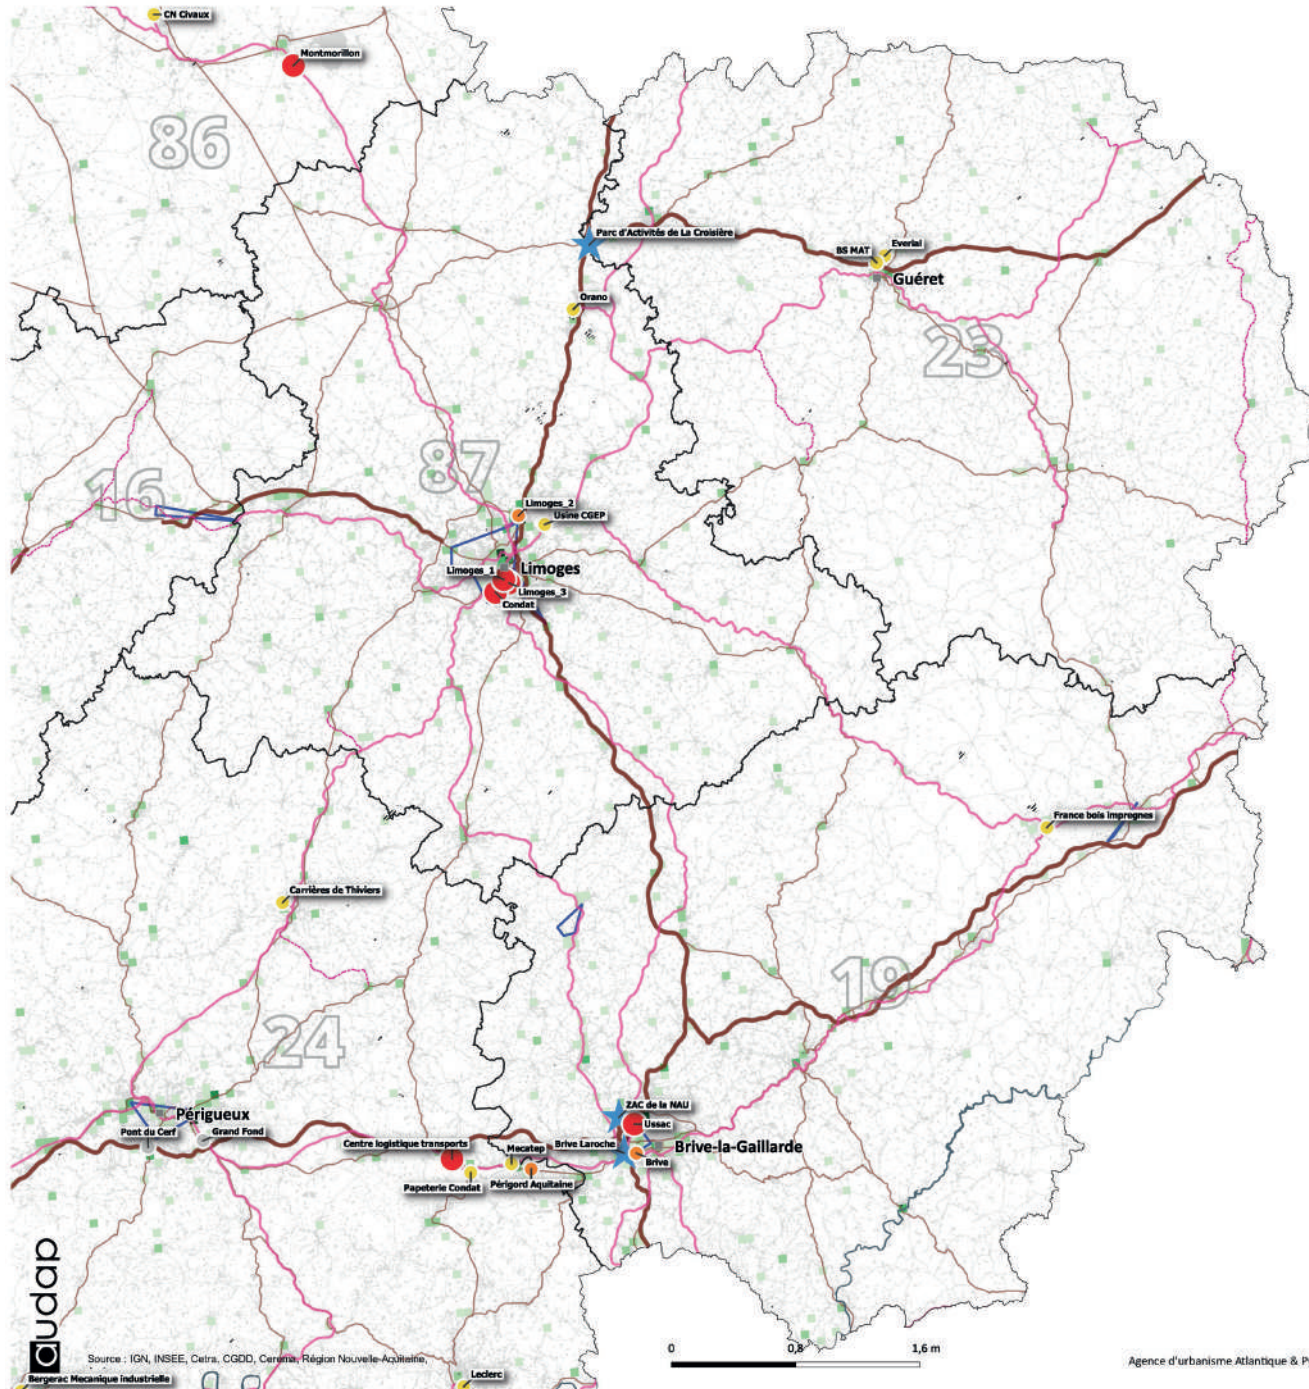 CN Civaux
Montmorillon
86
Parc d'Activités de La Croisière
BS MAT
Everial
Guéret
Orano
23
87
16
Limoges_2
Usine CGEP
Limoges
Limoges_1
Limoges_3
Condat
France bois impregnes
Carrières de Thiviers
19
24
Périgueux
Pont du Cerf
Grand Fond
ZAC de la NAU
Ussac
Centre logistique transports
Mecatep
Brive Laroche
Brive-la-Gaillarde
Brive
Papeterie Condat
Périgord Aquitaine
audap
0 0,8 1,6 m
Source : IGN, INSEE, Cetra, CGDD, Cerema, Région Nouvelle-Aquitaine,
Agence d'urbanisme Atlantique &
Bergerac Mecanique industrielle
Leclerc